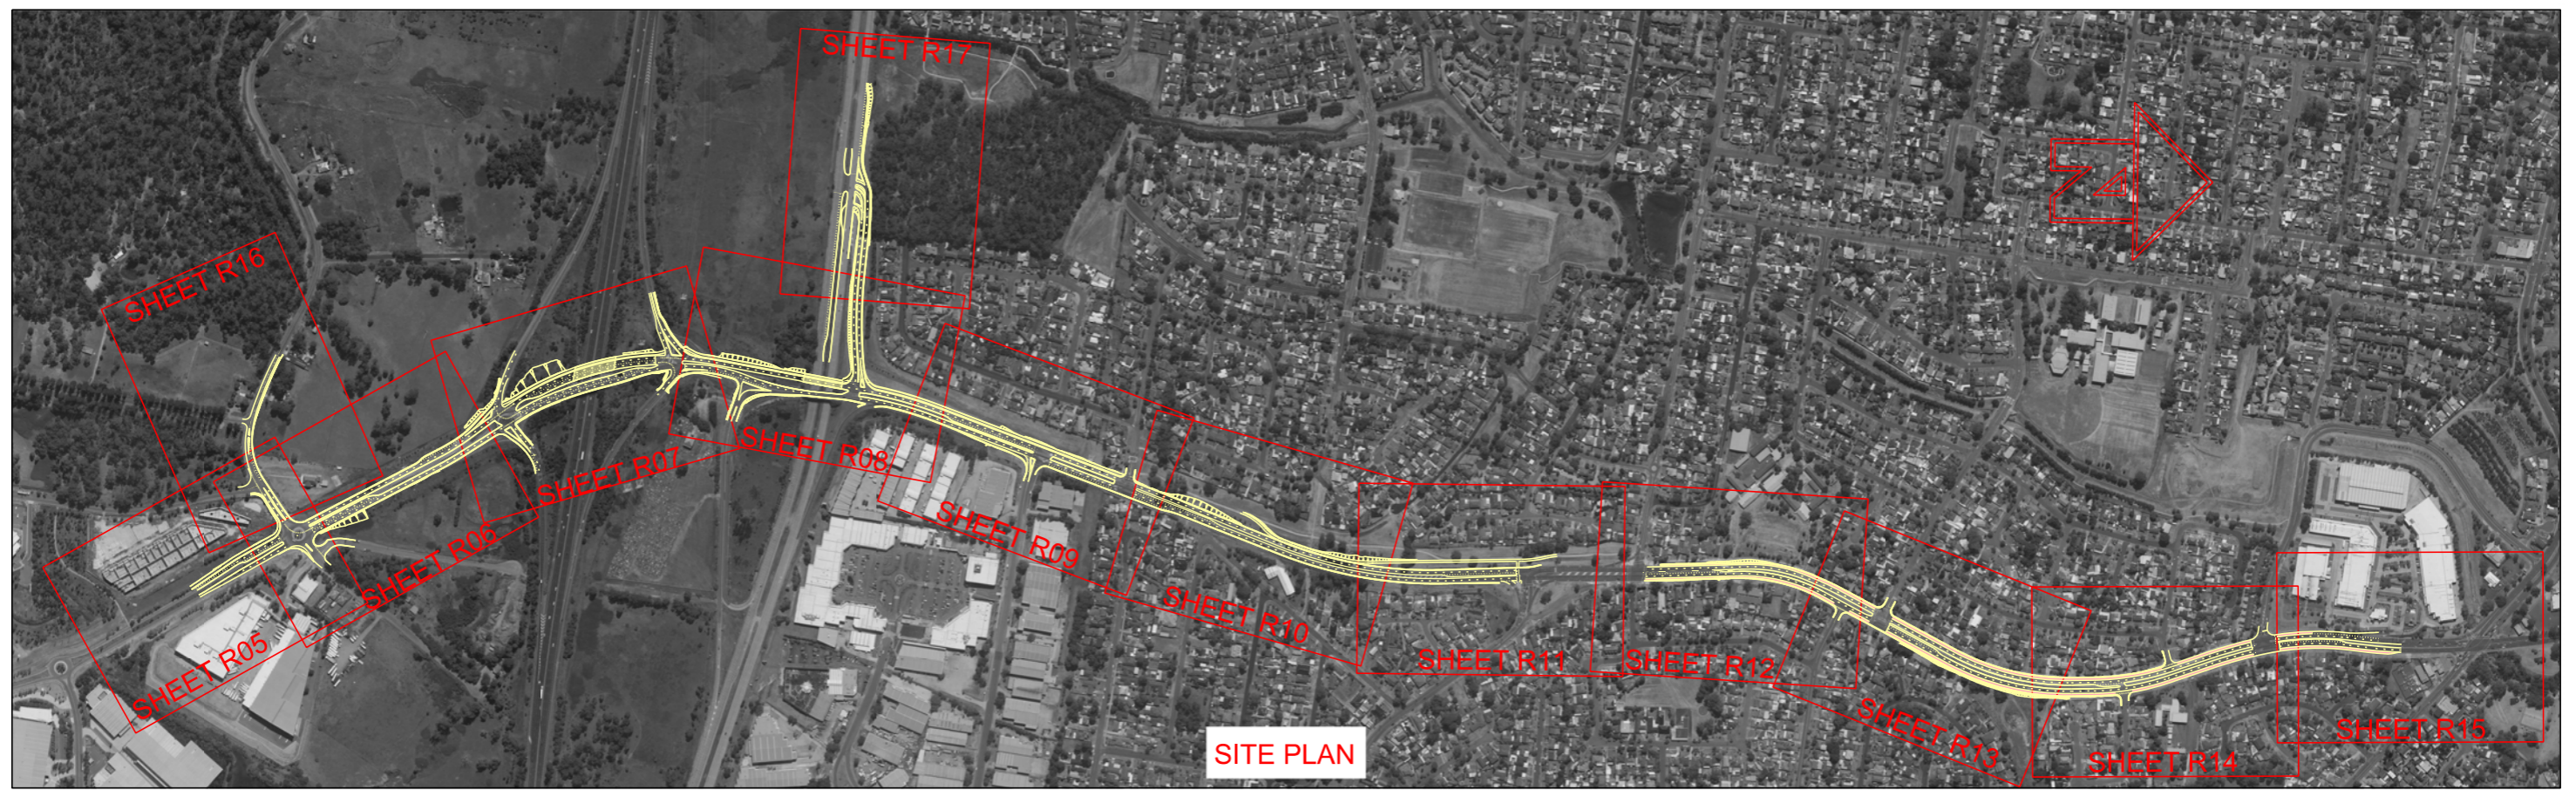 SHEET R17
SHEET R16
SHEET R08
SHEET R07
SHEET R09
SHEET R06
SHEET R10
SHEET R05
SHEET R11
SHEET R12
SHEET R13
SHEET R14
SHEET R15
N
SITE PLAN